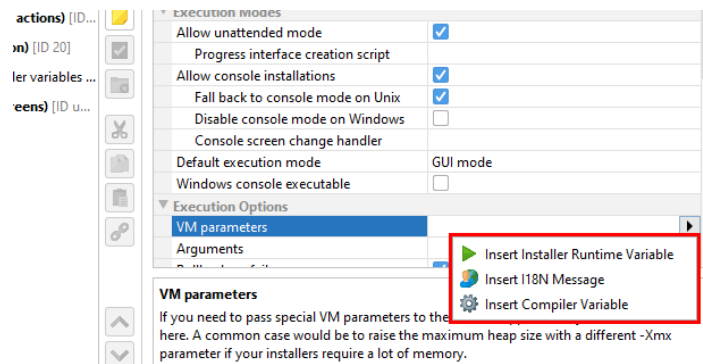 actions) [ID...
on) [ID 20]
ler variables ...
reens) [ID u...
Execution Modes
Allow unattended mode
Progress interface creation script
Allow console installations
Fall back to console mode on Unix
Disable console mode on Windows
Console screen change handler
Default execution mode GUI mode
Windows console executable
Execution Options
VM parameters
Arguments
Insert Installer Runtime Variable
Insert I18N Message
Insert Compiler Variable
VM parameters
If you need to pass special VM parameters to the
here. A common case would be to raise the maximum heap size with a different -Xmx
parameter if your installers require a lot of memory.